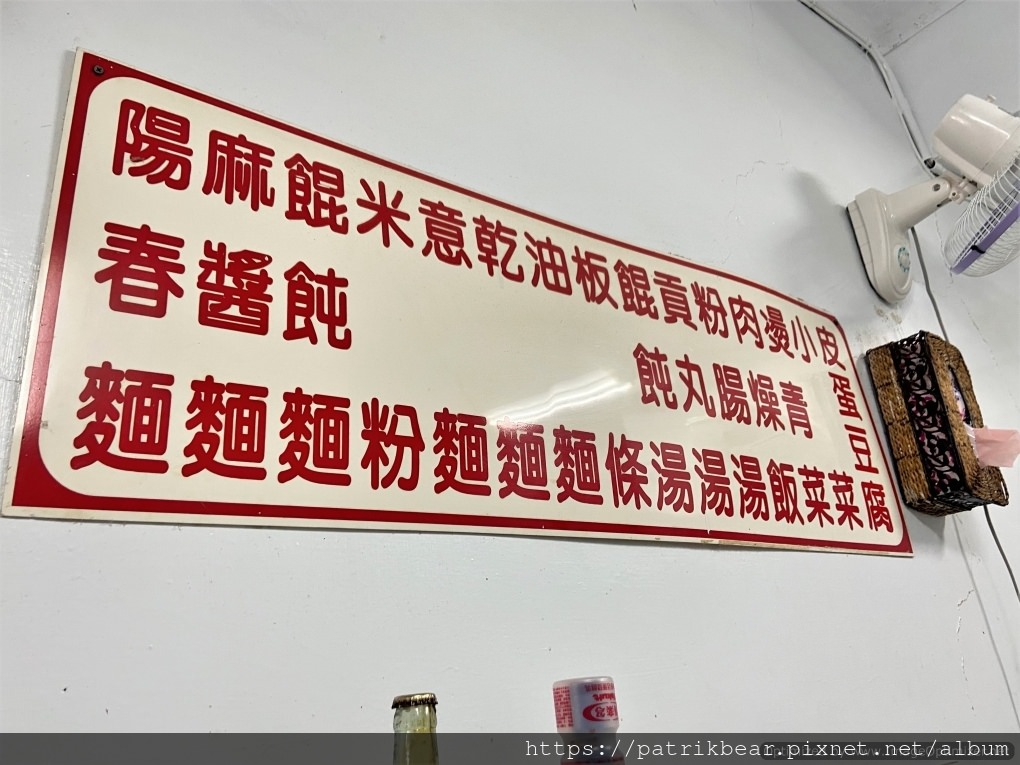 陽春麵
麻醬麵
餛飩麵
米粉
意麵
乾麵
油麵
板條
餛飩湯
貢丸湯
粉腸湯
肉燥飯
燙青菜
小菜
皮蛋豆腐
https://patrikbear.pixnet.net/album